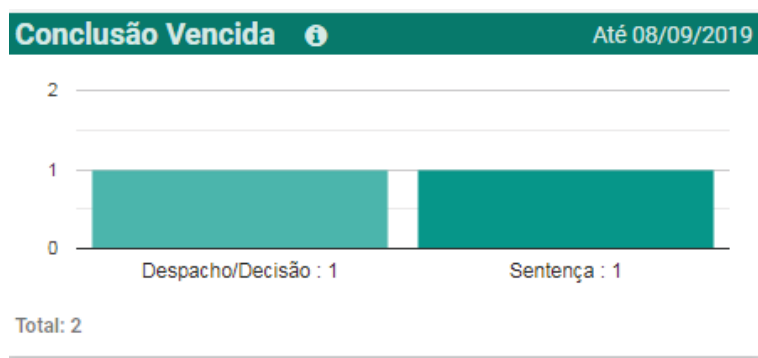 Conclusão Vencida Até 08/09/2019
2
1
0
Despacho/Decisão : 1 Sentença : 1
Total: 2